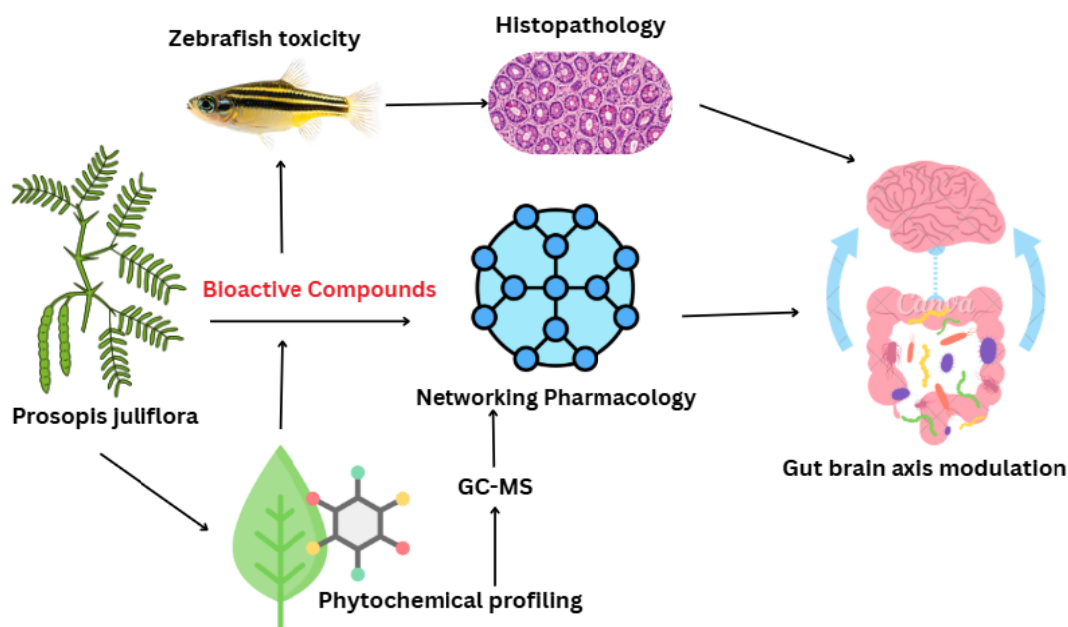 Histopathology
Zebrafish toxicity
Bioactive Compounds
Canva
Networking Pharmacology
Prosopis juliflora
Gut brain axis modulation
GC-MS
Phytochemical profiling